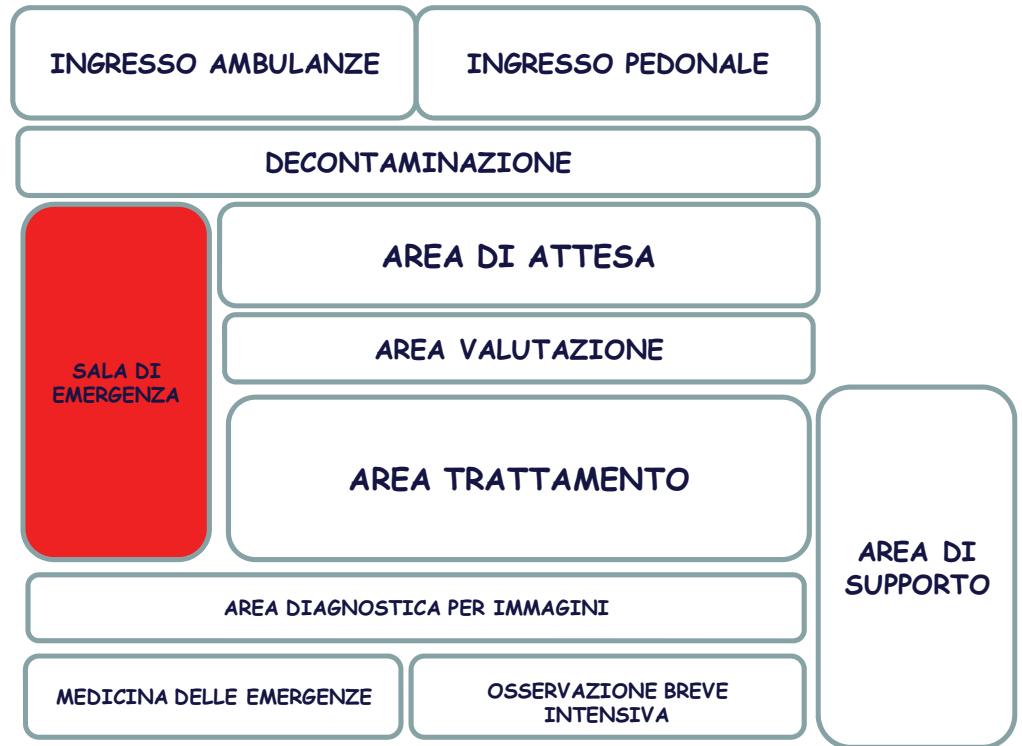 INGRESSO AMBULANZE
INGRESSO PEDONALE
DECONTAMINAZIONE
AREA DI ATTESA
AREA VALUTAZIONE
SALA DI
EMERGENZA
AREA TRATTAMENTO
AREA DI
SUPPORTO
AREA DIAGNOSTICA PER IMMAGINI
MEDICINA DELLE EMERGENZE
OSSERVAZIONE BREVE
INTENSIVA